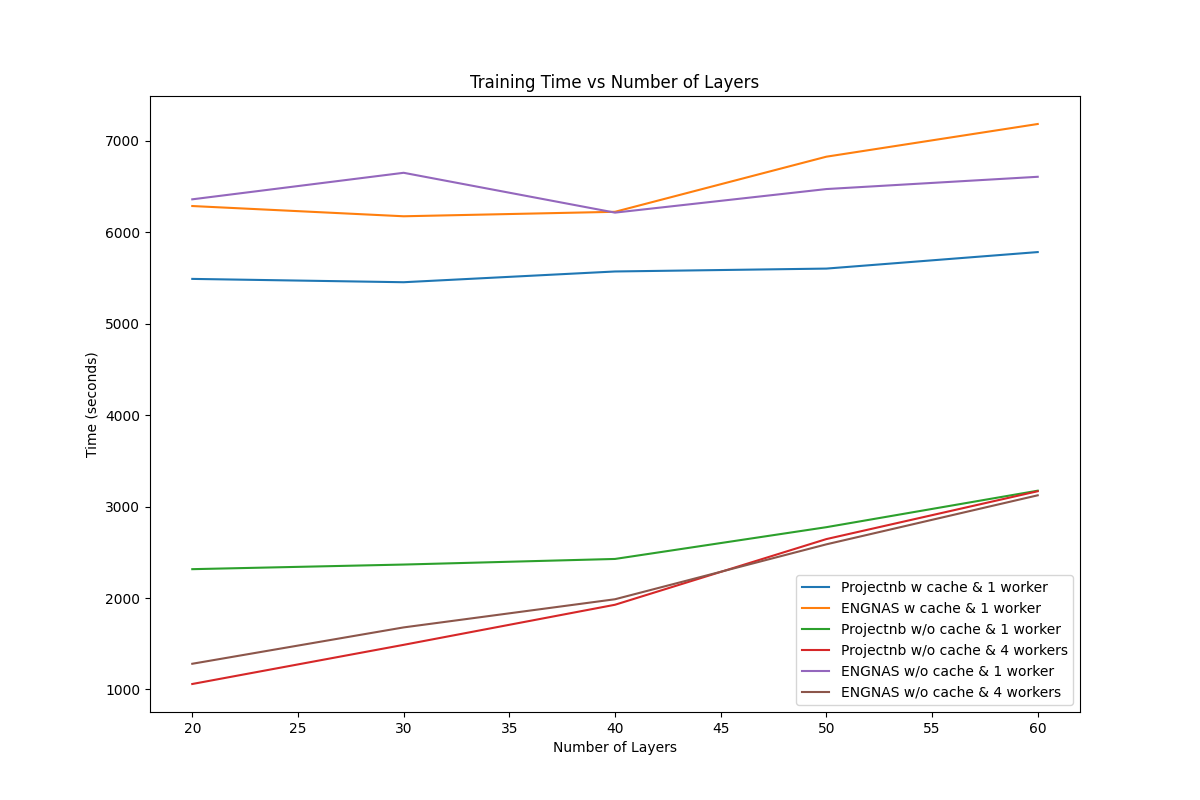 Training Time vs Number of Layers
Time (seconds)
7000
6000
5000
4000
3000
2000
1000
Projectnb w cache & 1 worker
ENGNAS w cache & 1 worker
Projectnb w/o cache & 1 worker
Projectnb w/o cache & 4 workers
ENGNAS w/o cache & 1 worker
ENGNAS w/o cache & 4 workers
20 25 30 35 40 45 50 55 60
Number of Layers